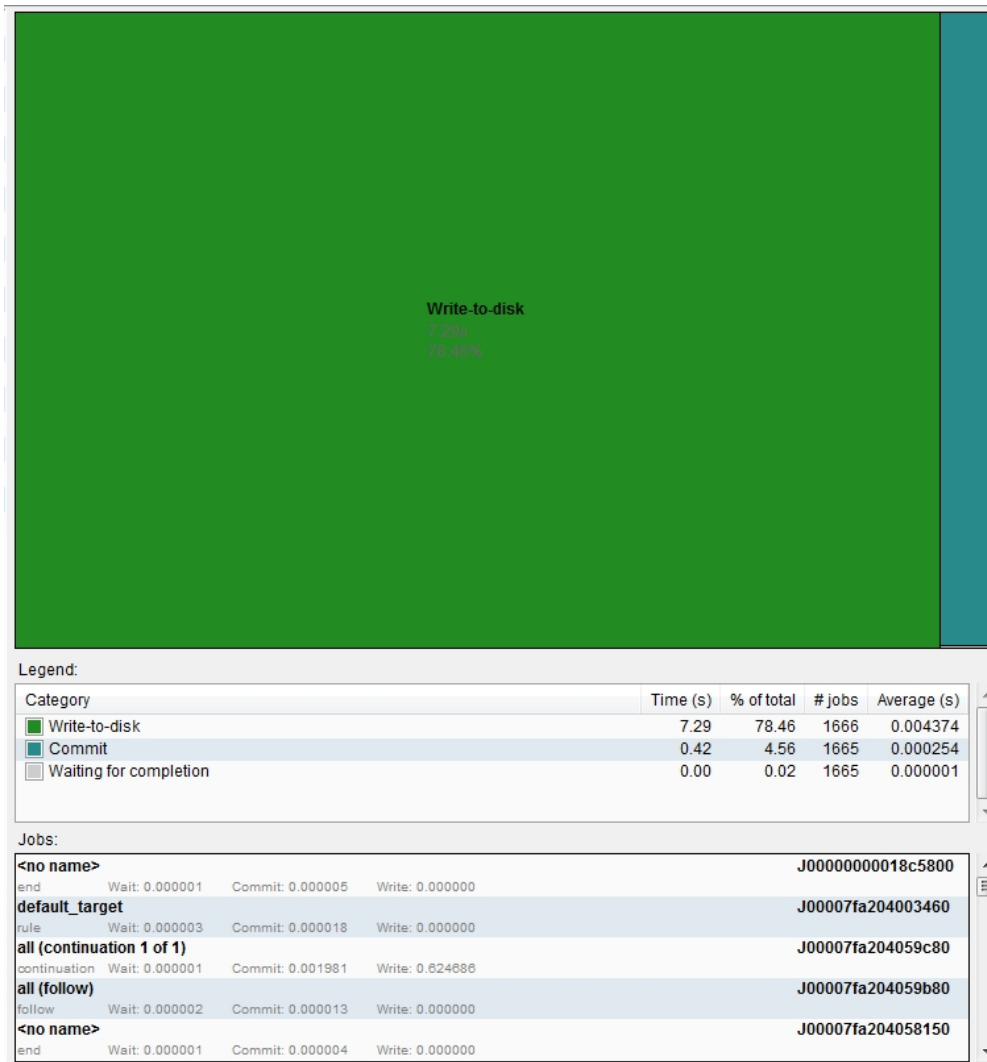 Write-to-disk
7.29s
78.46%
Legend:
Category Time (s) % of total # jobs Average (s)
Write-to-disk 7.29 78.46 1666 0.004374
Commit 0.42 4.56 1665 0.000254
Waiting for completion 0.00 0.02 1665 0.000001
Jobs:
<no name> J00000000018c5800
end Wait: 0.000001 Commit: 0.000005 Write: 0.000000
default_target J00007fa204003460
rule Wait: 0.000003 Commit: 0.000018 Write: 0.000000
all (continuation 1 of 1) J00007fa204059c80
continuation Wait: 0.000001 Commit: 0.001981 Write: 0.624686
all (follow) J00007fa204059b80
follow Wait: 0.000002 Commit: 0.000013 Write: 0.000000
<no name> J00007fa204058150
end Wait: 0.000001 Commit: 0.000004 Write: 0.000000